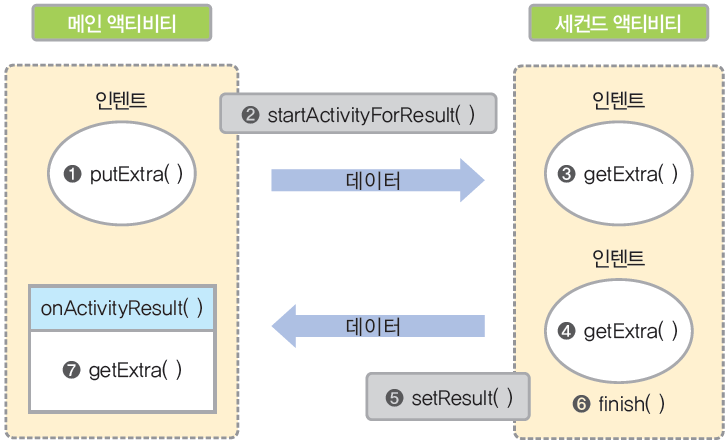 메인 액티비티
세컨드 액티비티
인텐트
❷ startActivityForResult( )
인텐트
❶ putExtra( )
데이터
❸ getExtra( )
인텐트
onActivityResult( )
데이터
❹ getExtra( )
❼ getExtra( )
❺ setResult( )
❻ finish( )